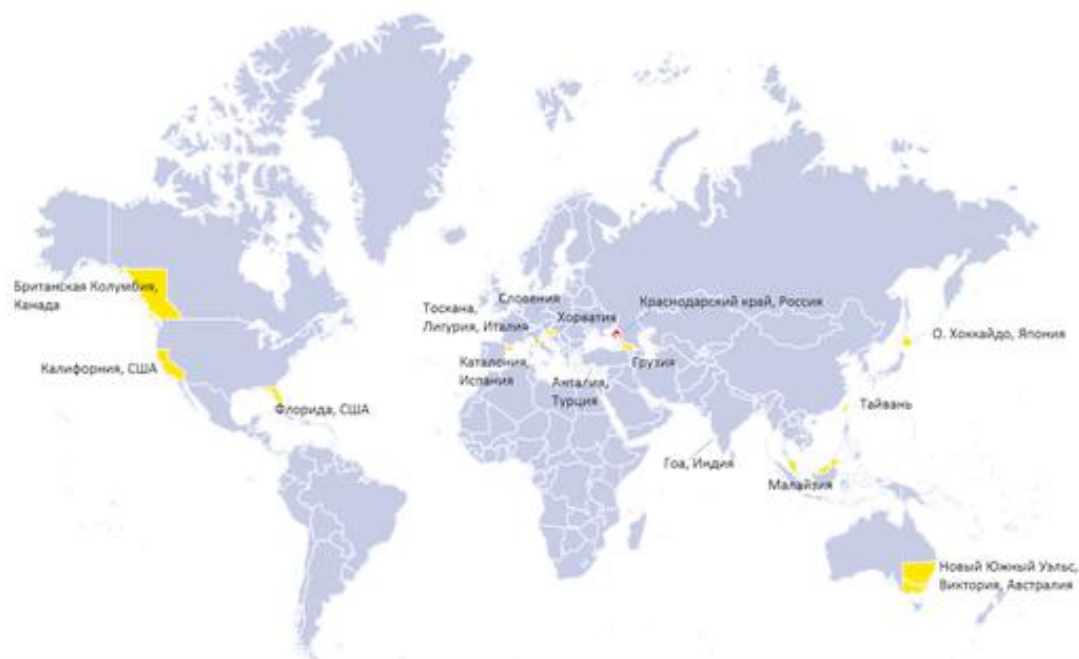 Британская Колумбия,
Канада
Калифорния, США
Флорида, США
Тоскана,
Лигурия, Италия
Словения
Хорватия
Каталония,
Испания
Анталия,
Турция
Краснодарский край, Россия
Грузия
Гоа, Индия
Малайзия
Тайвань
О. Хоккайдо, Япония
Новый Южный Уэльс,
Виктория, Австралия